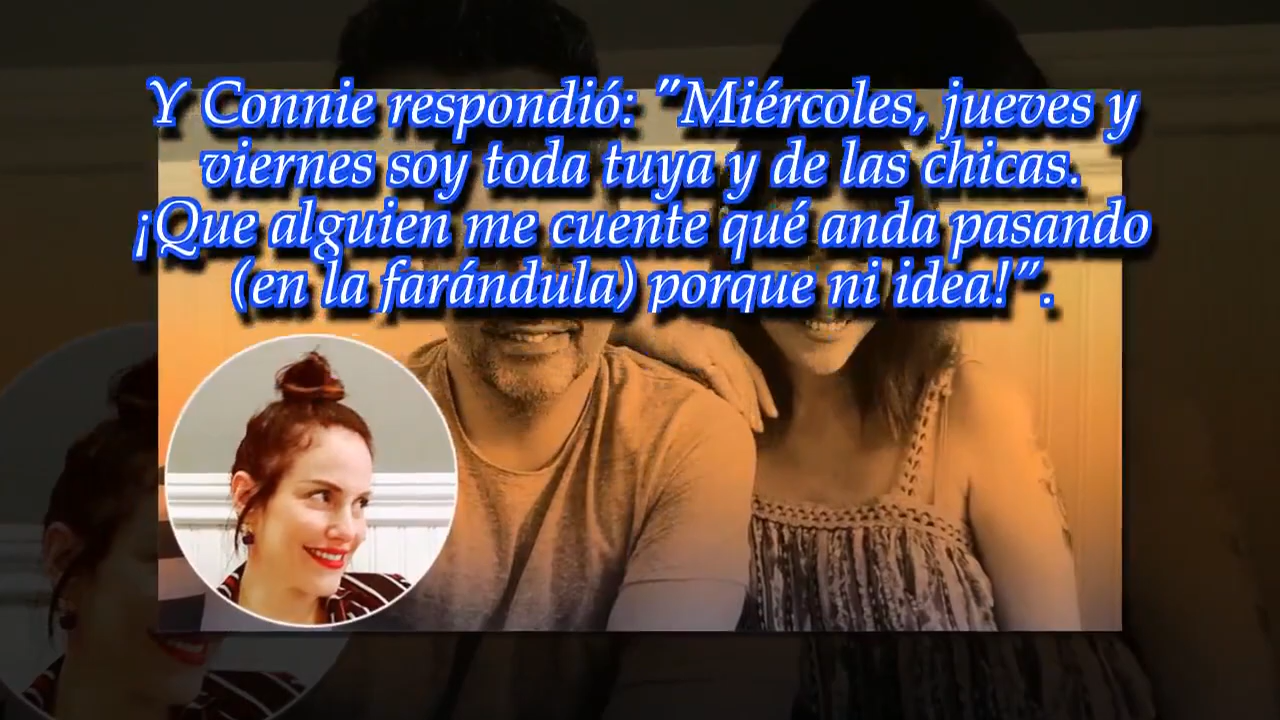 Y Connie respondió: "Miércoles, jueves y
viernes soy toda tuya y de las chicas.
¡Que alguien me cuente qué anda pasando
(en la farándula) porque ni idea!”.